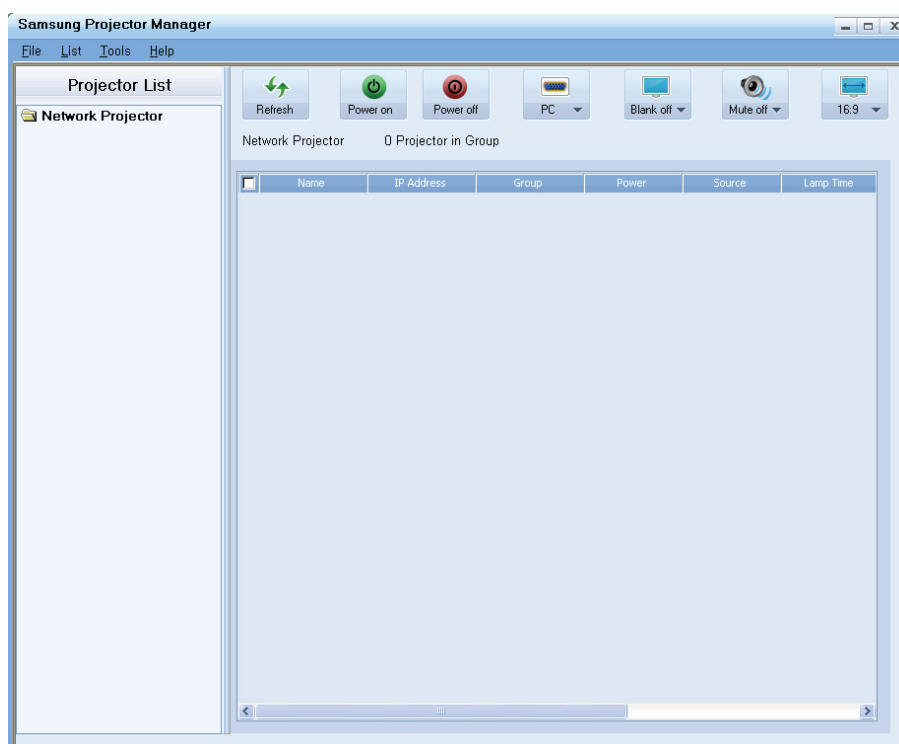 Samsung Projector Manager
File List Tools Help
Projector List
Network Projector
Refresh Power on Power off PC Blank off Mute off 16:9
Network Projector 0 Projector in Group
Name IP Address Group Power Source Lamp Time